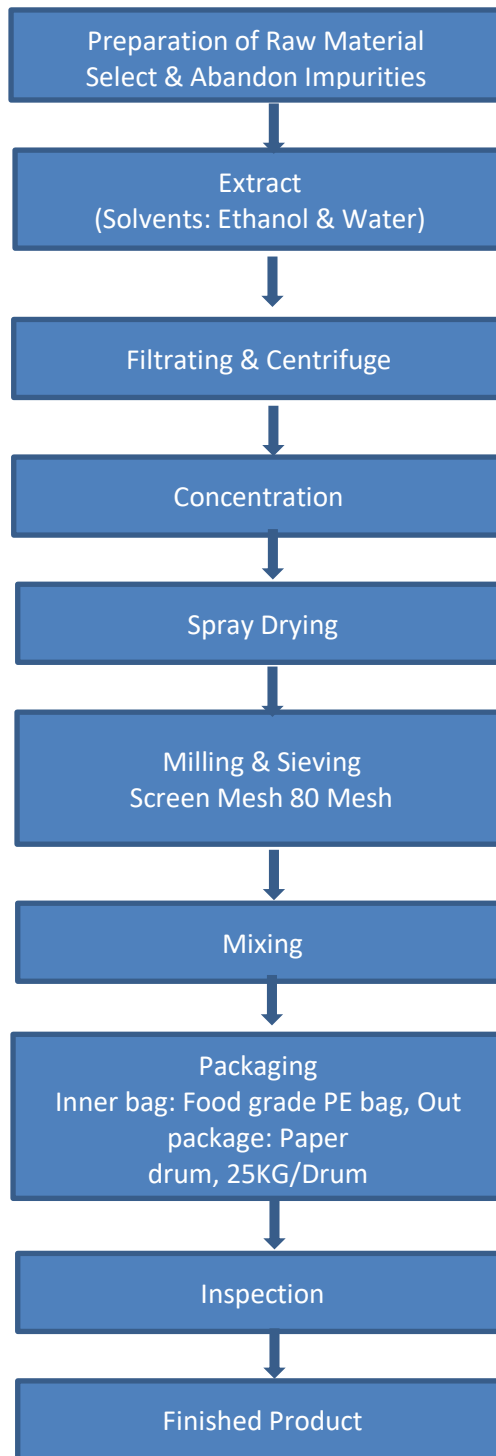 Preparation of Raw Material
Select & Abandon Impurities
Extract
(Solvents: Ethanol & Water)
Filtrating & Centrifuge
Concentration
Spray Drying
Milling & Sieving
Screen Mesh 80 Mesh
Mixing
Packaging
Inner bag: Food grade PE bag, Out
package: Paper
drum, 25KG/Drum
Inspection
Finished Product